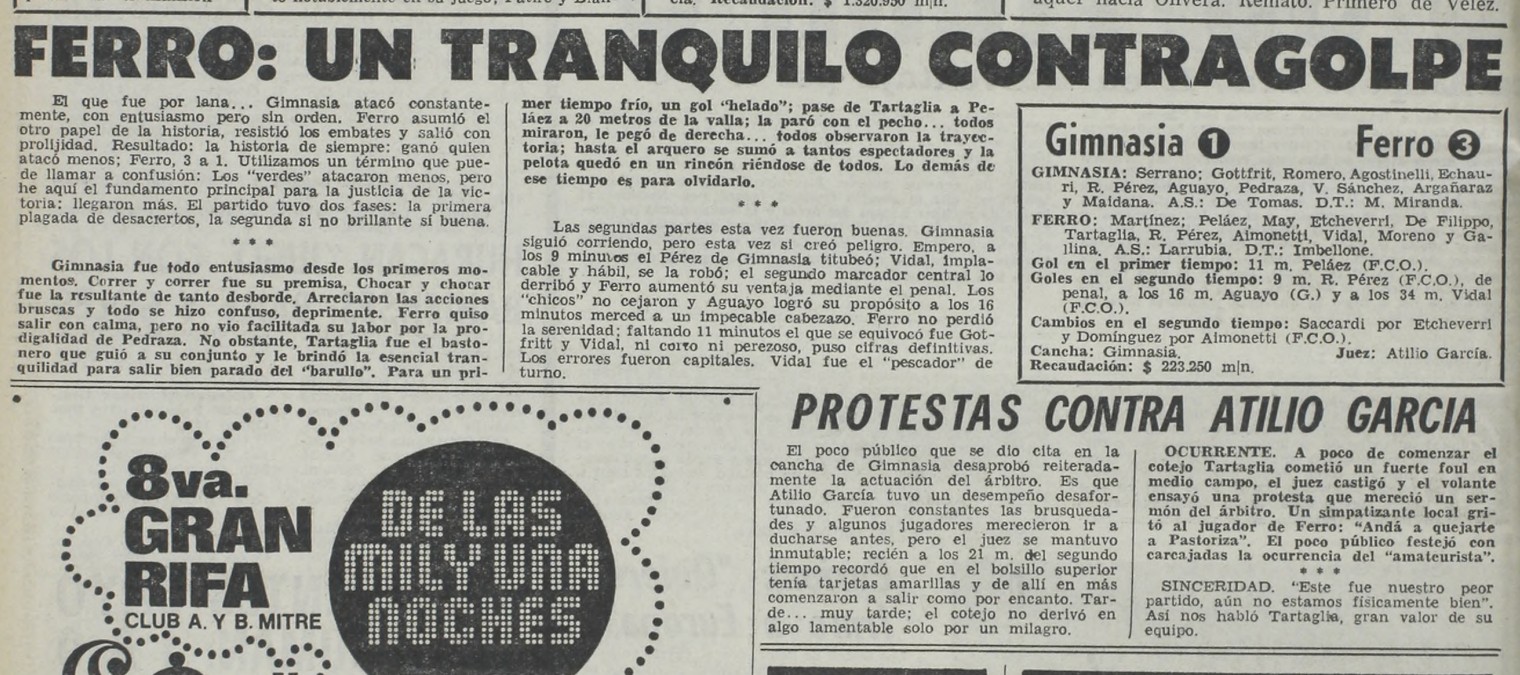 cia. Recaudación: $ 1.320.950 m|n.
aquel hacia Olivera. Remató. Primero de Vélez.
FERRO: UN TRANQUILO CONTRAGOLPE
El que fue por lana... Gimnasia atacó constante-
mente, con entusiasmo pero sin orden. Ferro asumió el
otro papel de la historia, resistió los embates y salió con
prolijidad. Resultado: la historia de siempre: ganó quien
atacó menos; Ferro, 3 a 1. Utilizamos un término que pue-
de llamar a confusión: Los "verdes" atacaron menos, pero
he aquí el fundamento principal para la justicia de la vic-
toria: llegaron más. El partido tuvo dos fases: la primera
plagada de desaciertos, la segunda si no brillante sí buena.
* * *
Gimnasia fue todo entusiasmo desde los primeros mo-
mentos. Correr y correr fue su premisa, Chocar y chocar
fue la resultante de tanto desborde. Arreciaron las acciones
bruscas y todo se hizo confuso, deprimente. Ferro quiso
salir con calma, pero no vio facilitada su labor por la pro-
digalidad de Pedraza. No obstante, Tartaglia fue el basto-
nero que guió a su conjunto y le brindó la esencial tran-
quilidad para salir bien parado del "barullo". Para un pri-
mer tiempo frío, un gol "helado"; pase de Tartaglia a Pe-
láez a 20 metros de la valla; la paró con el pecho... todos
miraron, le pegó de derecha... todos observaron la trayec-
toria; hasta el arquero se sumó a tantos espectadores y la
pelota quedó en un rincón riéndose de todos. Lo demás de
ese tiempo es para olvidarlo.
* * *
Las segundas partes esta vez fueron buenas. Gimnasia
siguió corriendo, pero esta vez sí creó peligro. Empero, a
los 9 minutos el Pérez de Gimnasia titubeó; Vidal, impla-
cable y hábil, se la robó; el segundo marcador central lo
derribó y Ferro aumentó su ventaja mediante el penal. Los
"chicos" no cejaron y Aguayo logró su propósito a los 16
minutos merced a un impecable cabezazo. Ferro no perdió
la serenidad; faltando 11 minutos el que se equivocó fue Got-
fritt y Vidal, ni corto ni perezoso, puso cifras definitivas.
Los errores fueron capitales. Vidal fue el "pescador" de
turno.
Gimnasia 1 Ferro 3
GIMNASIA: Serrano; Gottfrit, Romero, Agostinelli, Echau-
ri, R. Pérez, Aguayo, Pedraza, V. Sánchez, Argañaraz
y Maidana. A.S.: De Tomas. D.T.: M. Miranda.
FERRO: Martínez; Peláez, May, Etcheverri, De Filippo,
Tartaglia, R. Pérez, Aimonetti, Vidal, Moreno y Ga-
llina. A.S.: Larrubia. D.T.: Imbellone.
Gol en el primer tiempo: 11 m. Peláez (F.C.O.).
Goles en el segundo tiempo: 9 m. R. Pérez (F.C.O.), de
penal, a los 16 m. Aguayo (G.) y a los 34 m. Vidal
(F.C.O.).
Cambios en el segundo tiempo: Saccardi por Etcheverri
y Domínguez por Aimonetti (F.C.O.).
Cancha: Gimnasia. Juez: Atilio García.
Recaudación: $ 223.250 m|n.
8va.
GRAN
RIFA
CLUB A. Y B. MITRE
DE LAS
MIL Y UNA
NOCHES
PROTESTAS CONTRA ATILIO GARCIA
El poco público que se dio cita en la
cancha de Gimnasia desaprobó reiterada-
mente la actuación del árbitro. Es que
Atilio García tuvo un desempeño desafor-
tunado. Fueron constantes las brusqueda-
des y algunos jugadores merecieron ir a
ducharse antes, pero el juez se mantuvo
inmutable; recién a los 21 m. del segundo
tiempo recordó que en el bolsillo superior
tenía tarjetas amarillas y de allí en más
comenzaron a salir como por encanto. Tar-
de... muy tarde; el cotejo no derivó en
algo lamentable solo por un milagro.
OCURRENTE. A poco de comenzar el
cotejo Tartaglia cometió un fuerte foul en
medio campo, el juez castigó y el volante
ensayó una protesta que mereció un ser-
món del árbitro. Un simpatizante local gri-
tó al jugador de Ferro: "Andá a quejarte
a Pastoriza". El poco público festejó con
carcajadas la ocurrencia del "amateurista".
* * *
SINCERIDAD. "Este fue nuestro peor
partido, aún no estamos físicamente bien".
Así nos habló Tartaglia, gran valor de su
equipo.